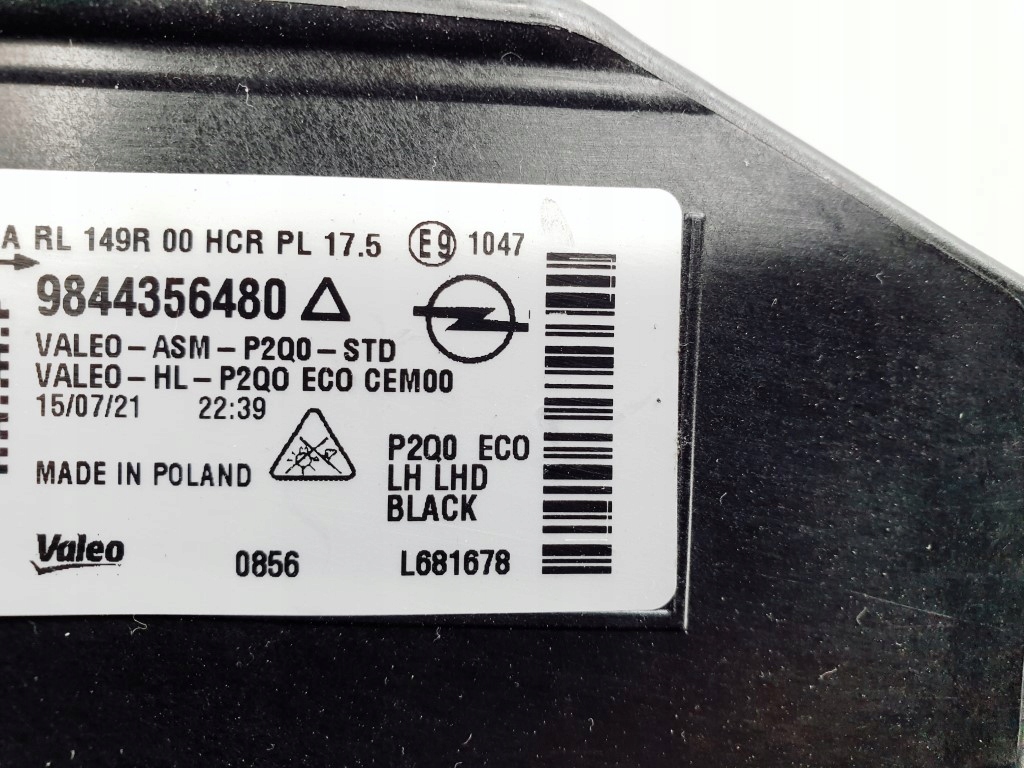 A RL 149R 00 HCR PL 17.5 E9 1047
9844356480
VALEO-ASM-P2Q0-STD
VALEO-HL-P2Q0 ECO CEM00
15/07/21 22:39
MADE IN POLAND
P2Q0 ECO
LH LHD
BLACK
Valeo 0856 L681678